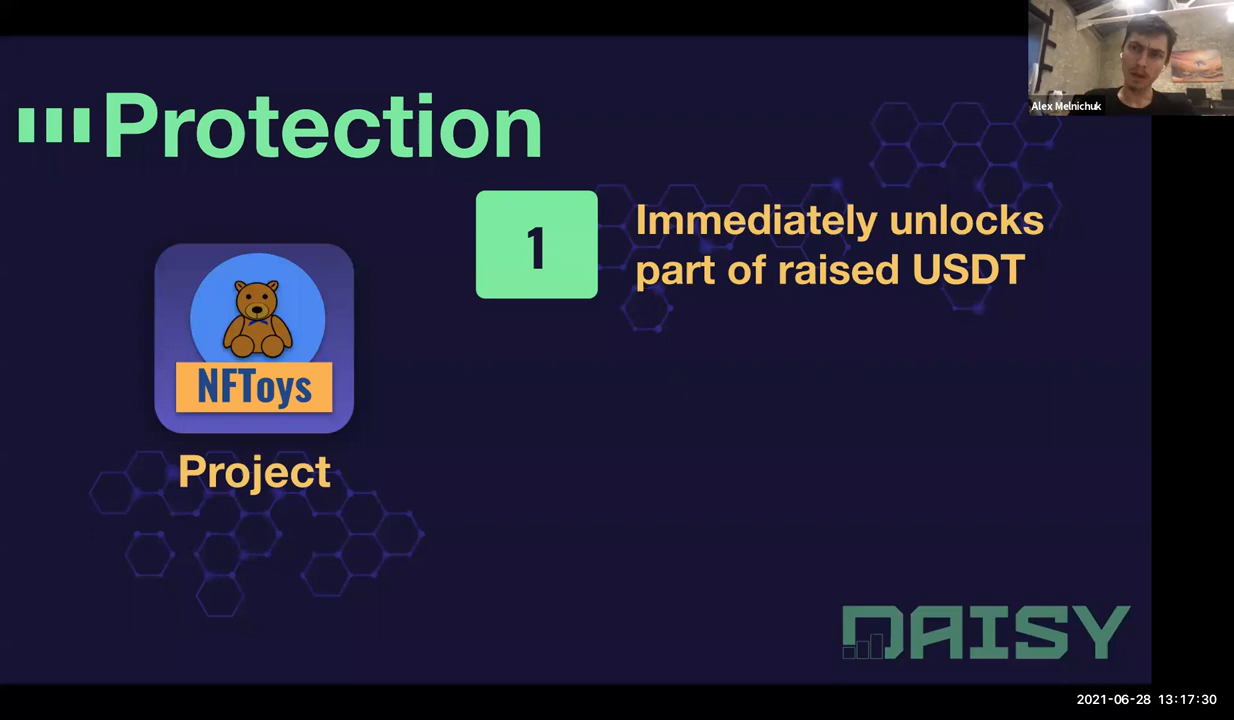 Protection
1
Immediately unlocks
part of raised USDT
NFToys
Project
DAISY
Alex Melnichuk
2021-06-28 13:17:30